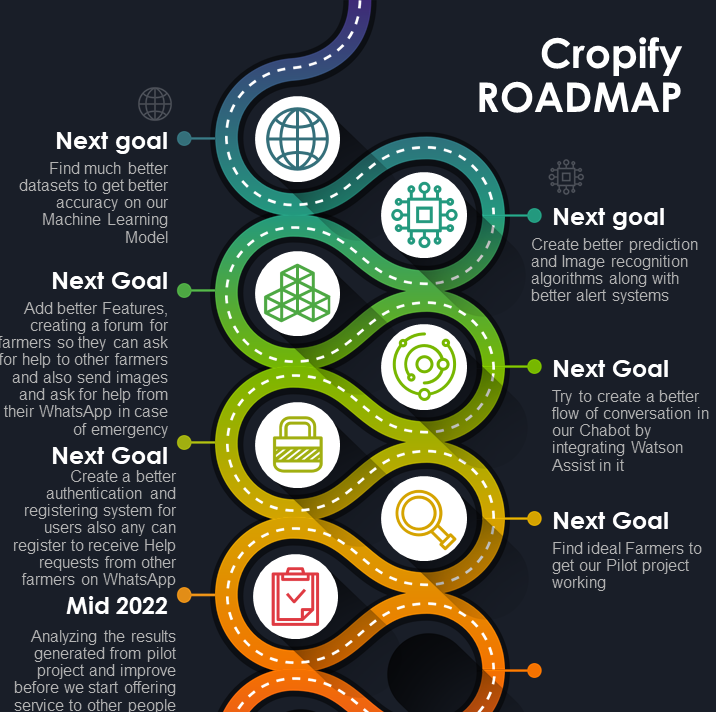 Cropify
ROADMAP
Next goal
Find much better
datasets to get better
accuracy on our
Machine Learning
Model
Next goal
Create better prediction
and Image recognition
algorithms along with
better alert systems
Next Goal
Add better Features,
creating a forum for
farmers so they can ask
for help to other farmers
and also send images
and ask for help from
their WhatsApp in case
of emergency
Next Goal
Try to create a better
flow of conversation in
our Chabot by
integrating Watson
Assist in it
Next Goal
Create a better
authentication and
registering system for
users also any can
register to receive Help
requests from other
farmers on WhatsApp
Next Goal
Find ideal Farmers to
get our Pilot project
working
Mid 2022
Analyzing the results
generated from pilot
project and improve
before we start offering
service to other people